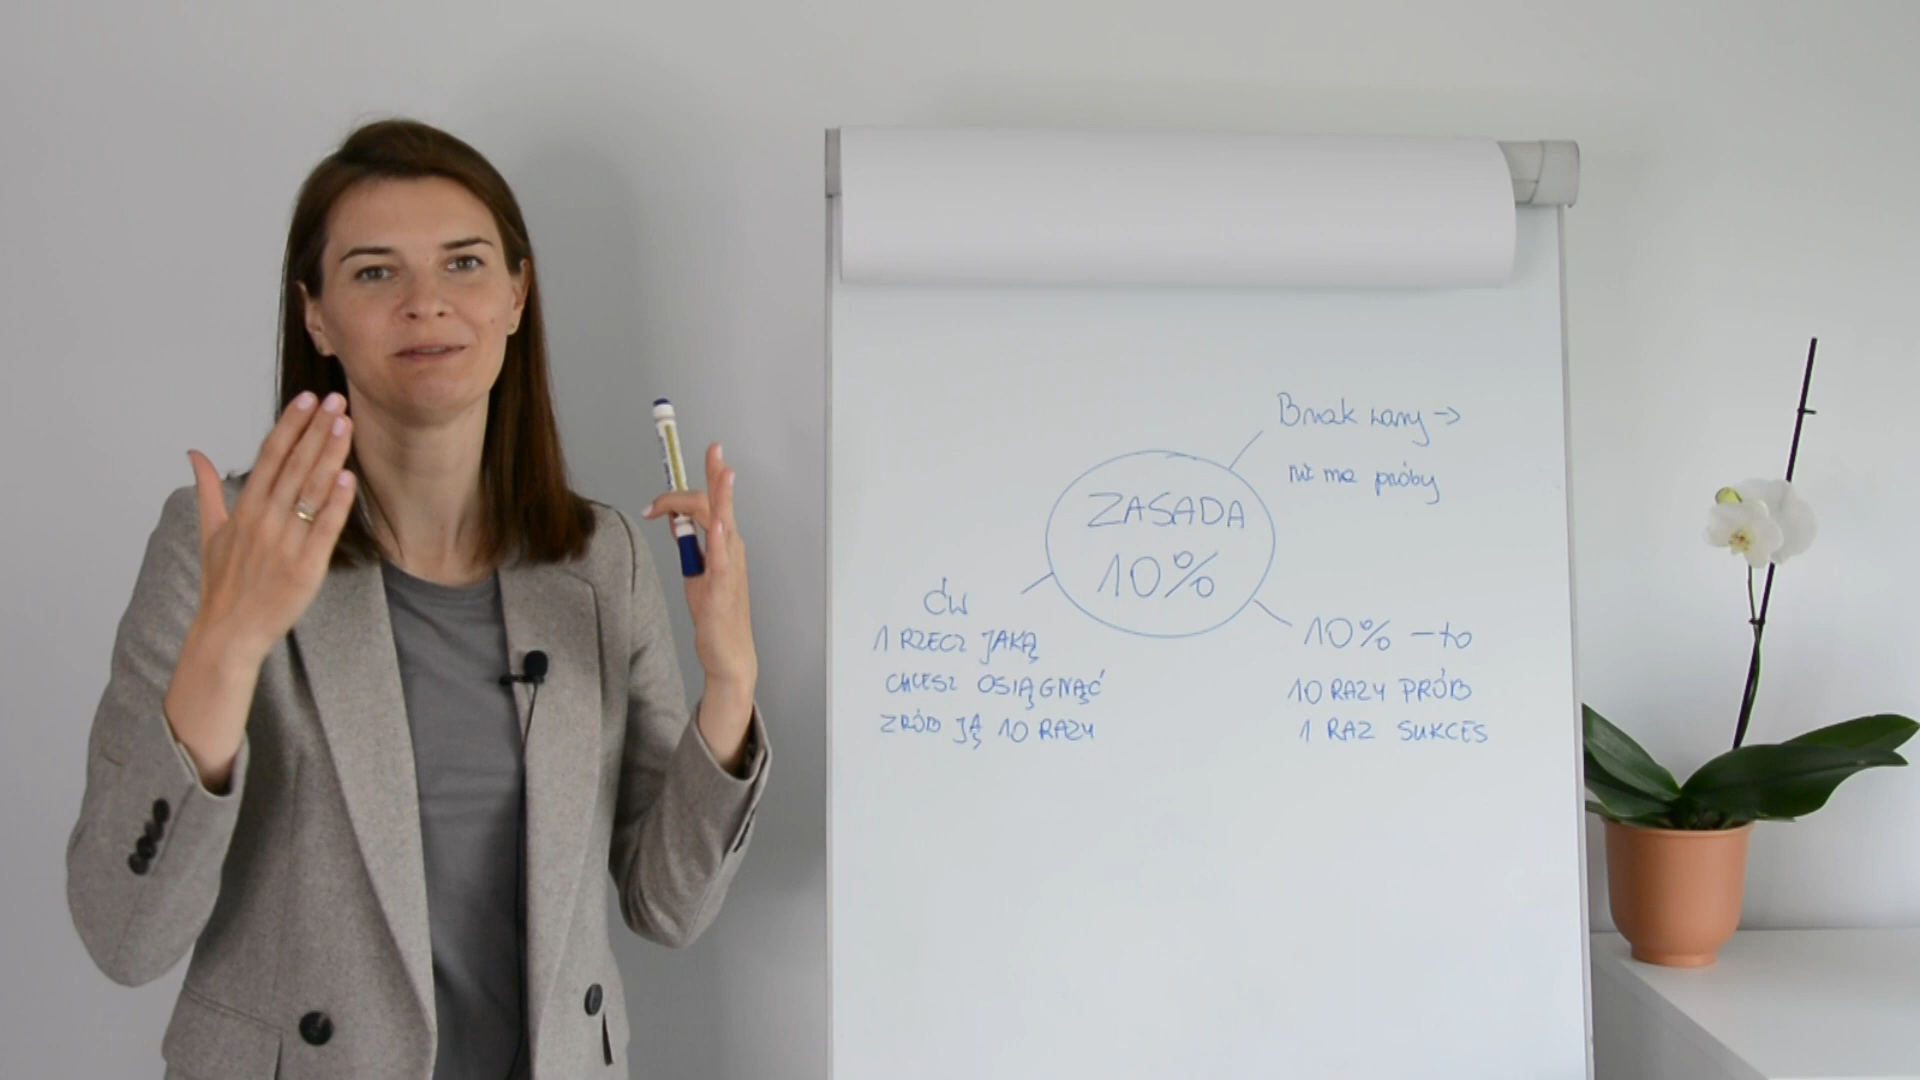 ZASADA
10%
Brak wany →
nie ma próby
10% – to
10 RAZY PRÓB
1 RAZ SUKCES
ĆW
1 RZECZ JAKĄ
CHCESZ OSIĄGNĄĆ
ZRÓB JĄ 10 RAZY